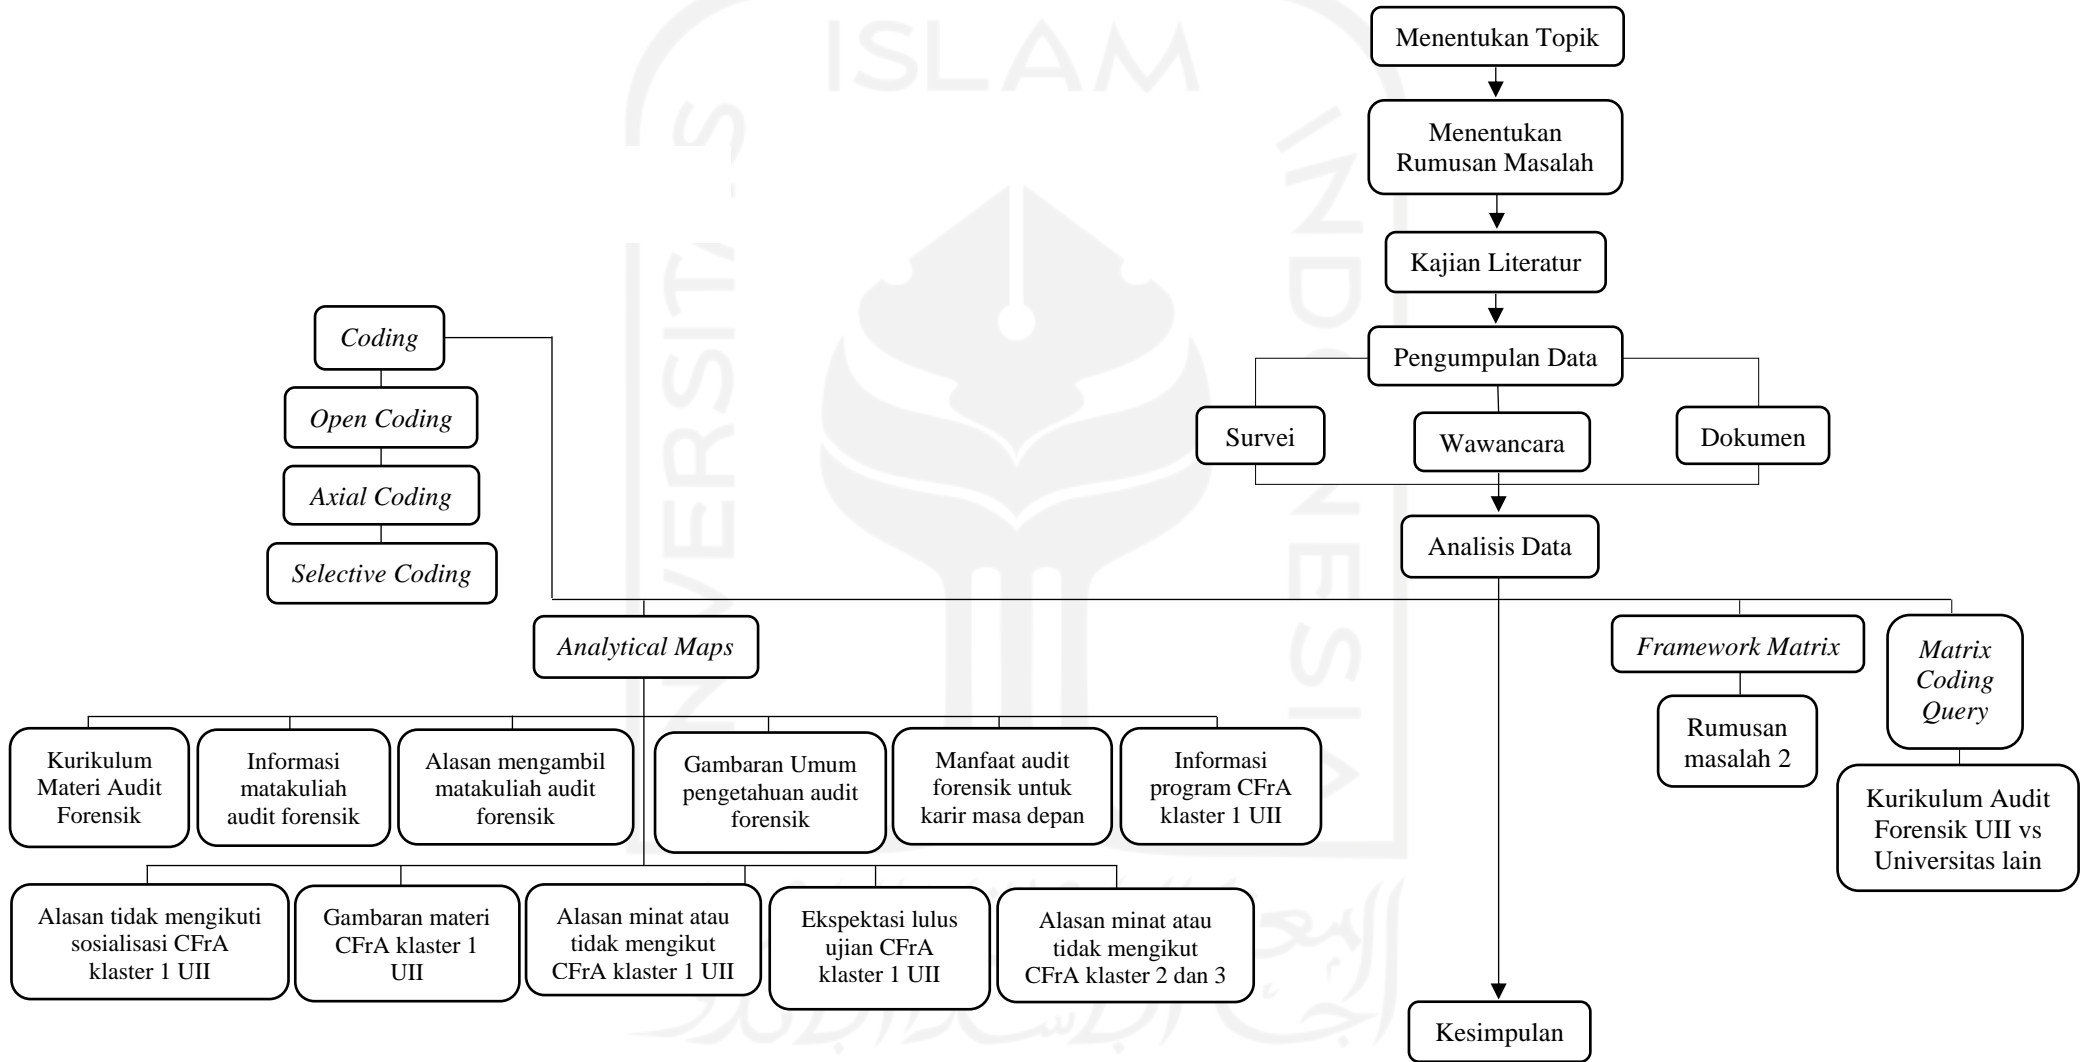 Menentukan Topik
Menentukan
Rumusan Masalah
Kajian Literatur
Pengumpulan Data
Survei
Wawancara
Dokumen
Analisis Data
Coding
Open Coding
Axial Coding
Selective Coding
Analytical Maps
Framework Matrix
Matrix
Coding
Query
Rumusan
masalah 2
Kurikulum Audit
Forensik UII vs
Universitas lain
Kurikulum
Materi Audit
Forensik
Informasi
matakuliah
audit forensik
Alasan mengambil
matakuliah audit
forensik
Gambaran Umum
pengetahuan audit
forensik
Manfaat audit
forensik untuk
karir masa depan
Informasi
program CFrA
klaster 1 UII
Alasan tidak mengikuti
sosialisasi CFrA
klaster 1 UII
Gambaran materi
CFrA klaster 1
UII
Alasan minat atau
tidak mengikut
CFrA klaster 1 UII
Ekspektasi lulus
ujian CFrA
klaster 1 UII
Alasan minat atau
tidak mengikut
CFrA klaster 2 dan 3
Kesimpulan
ISLAM